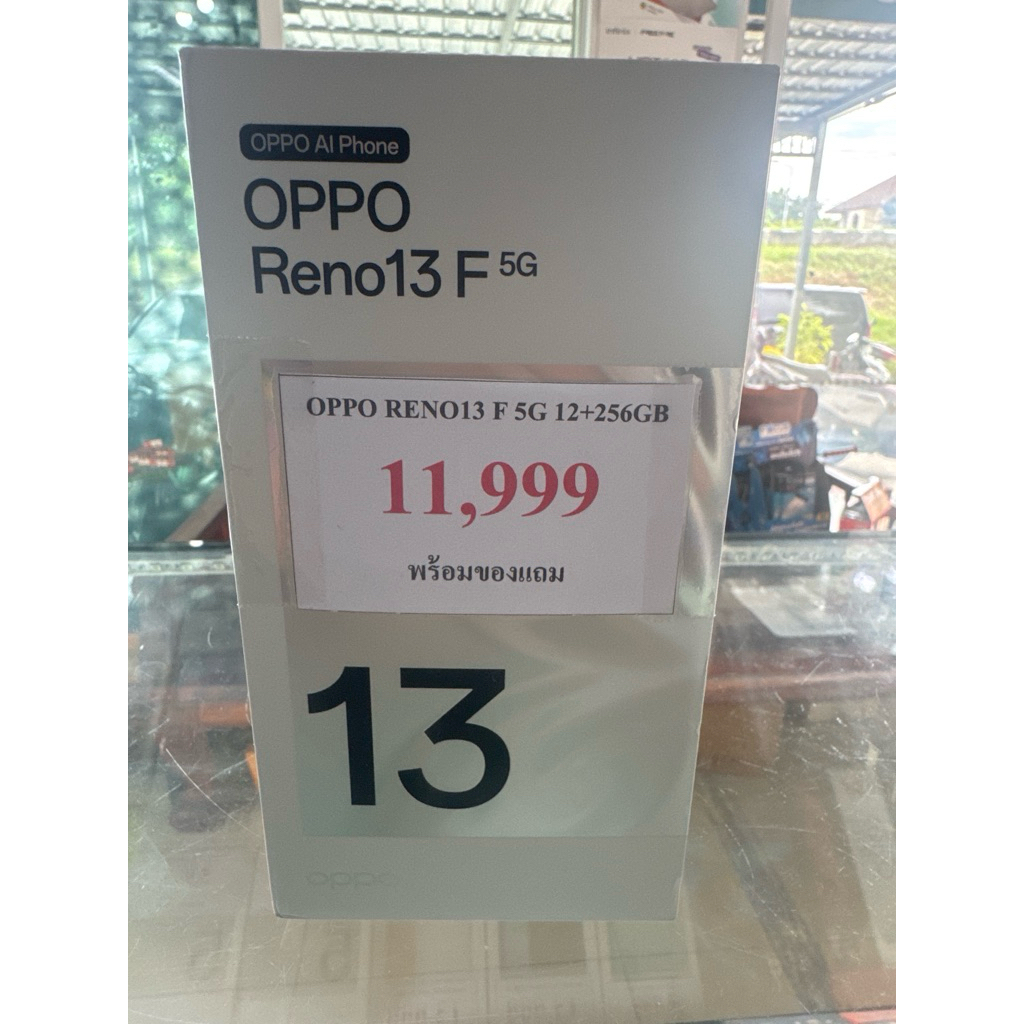 OPPO AI Phone
OPPO
Reno13 F 5G
OPPO RENO13 F 5G 12+256GB
11,999
พร้อมของแถม
13
oppo